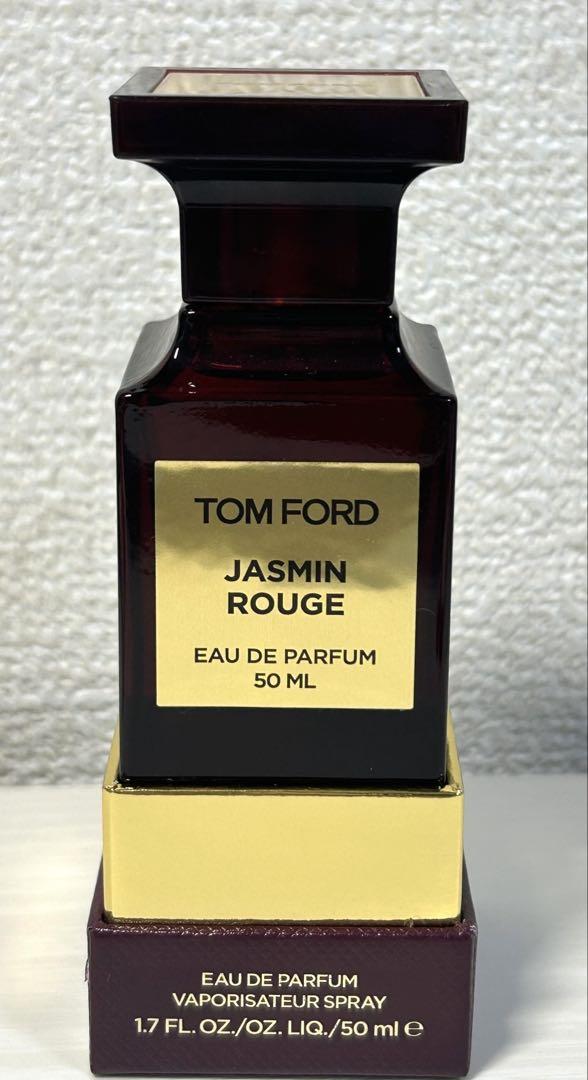 TOM FORD
JASMIN
ROUGE
EAU DE PARFUM
50 ML
EAU DE PARFUM
VAPORISATEUR SPRAY
1.7 FL. OZ./OZ. LIQ./50 ml ℮